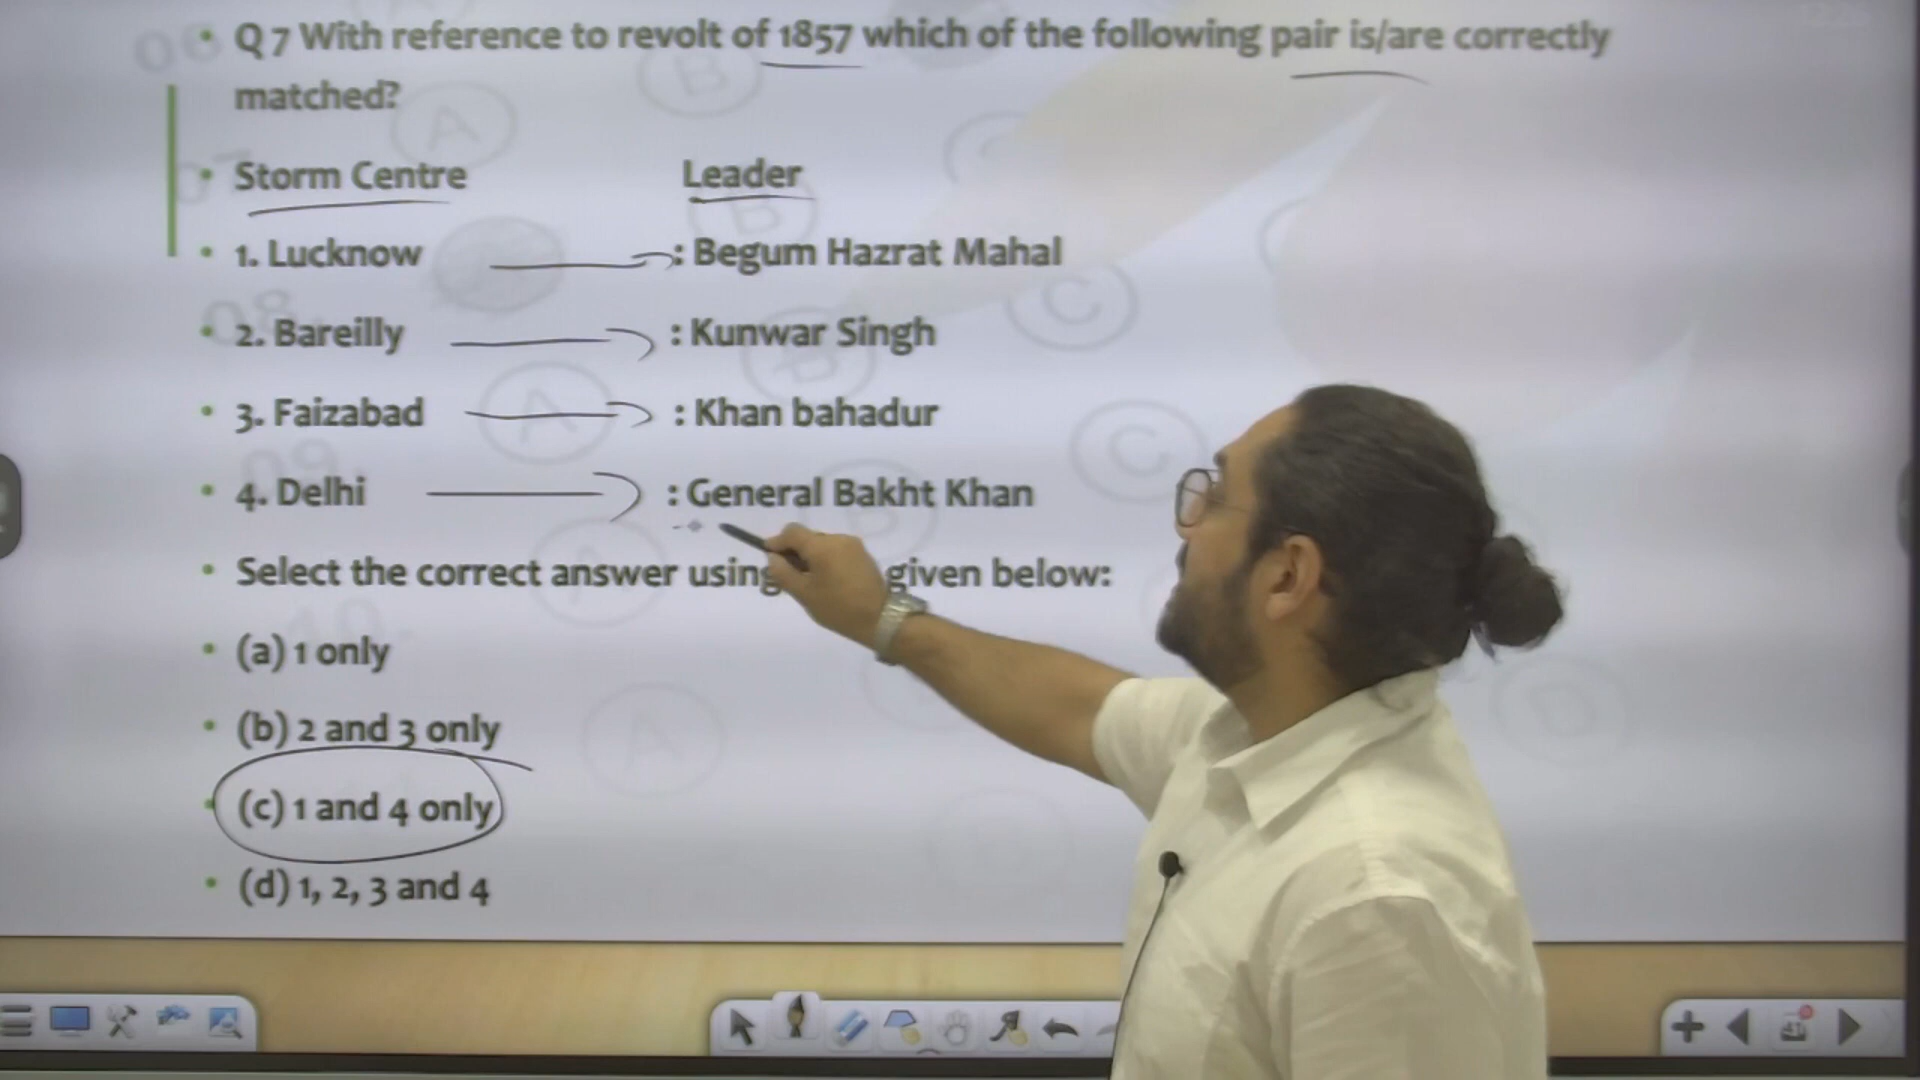 Q 7 With reference to revolt of 1857 which of the following pair is/are correctly
matched?
Storm Centre Leader
1. Lucknow : Begum Hazrat Mahal
2. Bareilly : Kunwar Singh
3. Faizabad : Khan bahadur
4. Delhi : General Bakht Khan
Select the correct answer using given below:
(a) 1 only
(b) 2 and 3 only
(c) 1 and 4 only
(d) 1, 2, 3 and 4